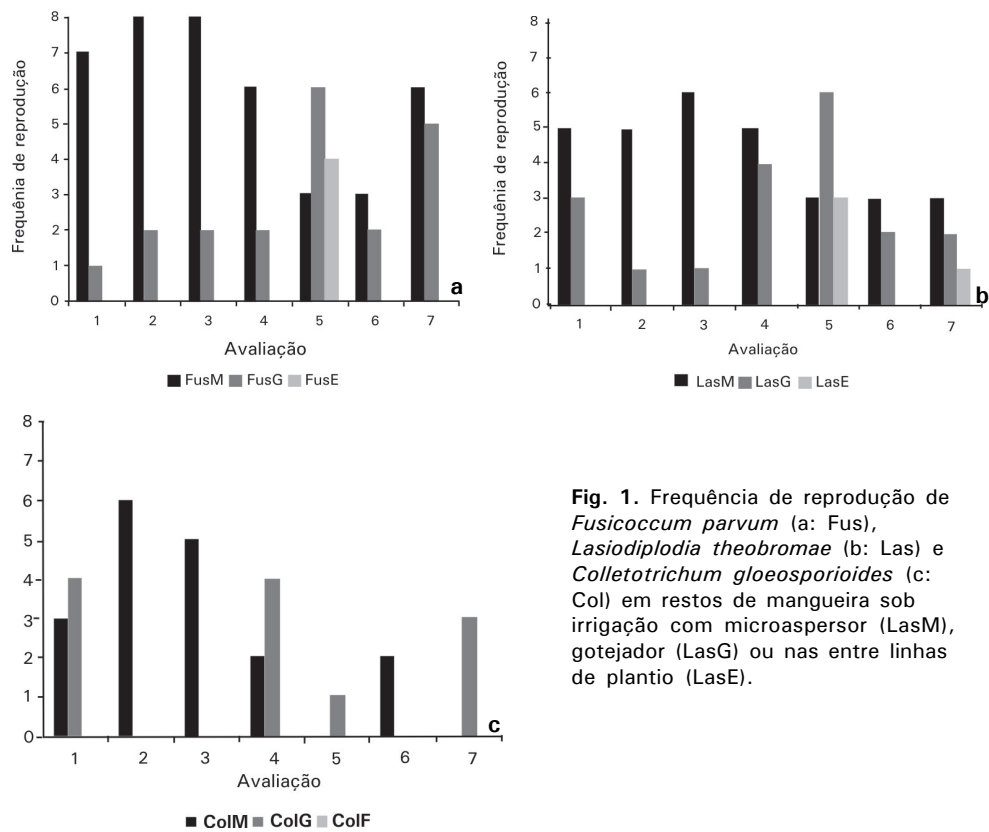 8
7
6
5
4
3
2
1
0
Frequênia de reprodução
1 2 3 4 5 6 7
a
Avaliação
FusM FusG FusE
8
7
6
5
4
3
2
1
0
Frequênia de reprodução
1 2 3 4 5 6 7
b
Avaliação
LasM LasG LasE
8
7
6
5
4
3
2
1
0
1 2 3 4 5 6 7
c
Avaliação
ColM ColG ColF
Fig. 1. Frequência de reprodução de
Fusicoccum parvum (a: Fus),
Lasiodiplodia theobromae (b: Las) e
Colletotrichum gloeosporioides (c:
Col) em restos de mangueira sob
irrigação com microaspersor (LasM),
gotejador (LasG) ou nas entre linhas
de plantio (LasE).